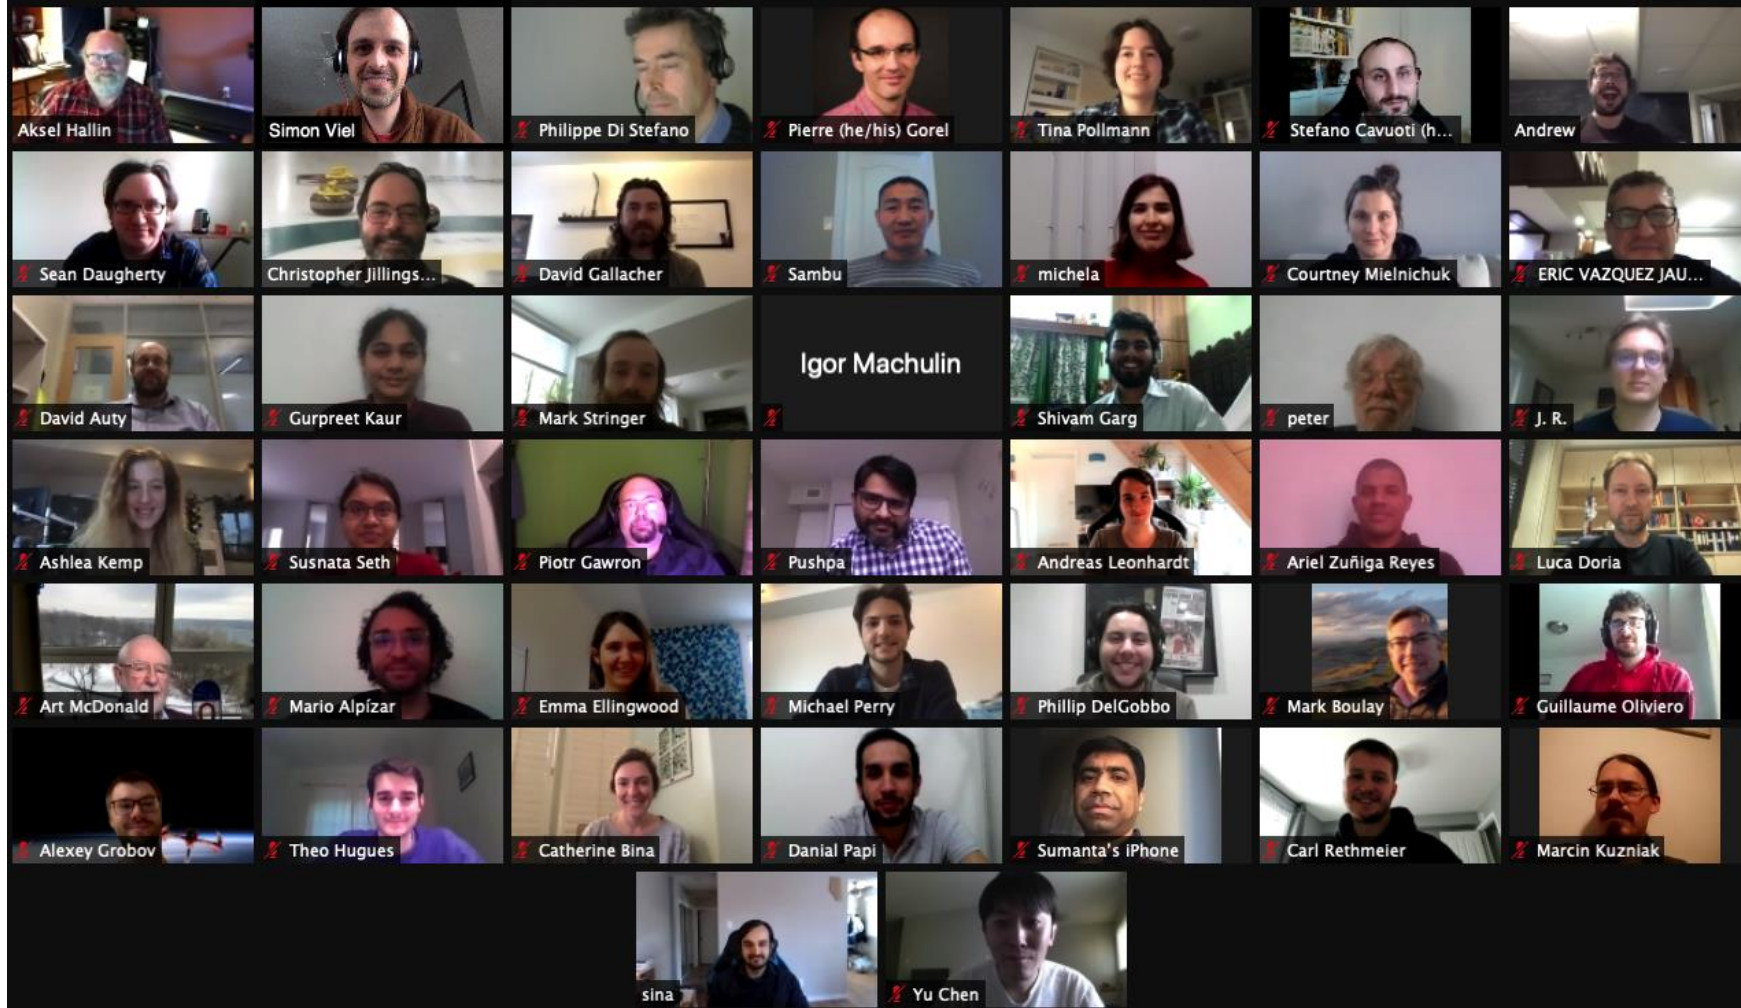 Aksel Hallin
Simon Viel
Philippe Di Stefano
Pierre (he/his) Gorel
Tina Pollmann
Stefano Cavuoti (h...
Andrew
Sean Daugherty
Christopher Jillings...
David Gallacher
Sambu
michela
Courtney Mielnichuk
ERIC VAZQUEZ JAU...
David Auty
Gurpreet Kaur
Mark Stringer
Igor Machulin
Shivam Garg
peter
J. R.
Ashlea Kemp
Susnata Seth
Piotr Gawron
Pushpa
Andreas Leonhardt
Ariel Zuñiga Reyes
Luca Doria
Art McDonald
Mario Alpízar
Emma Ellingwood
Michael Perry
Phillip DelGobbo
Mark Boulay
Guillaume Oliviero
Alexey Grobov
Theo Hugues
Catherine Bina
Danial Papi
Sumanta's iPhone
Carl Rethmeier
Marcin Kuzniak
sina
Yu Chen